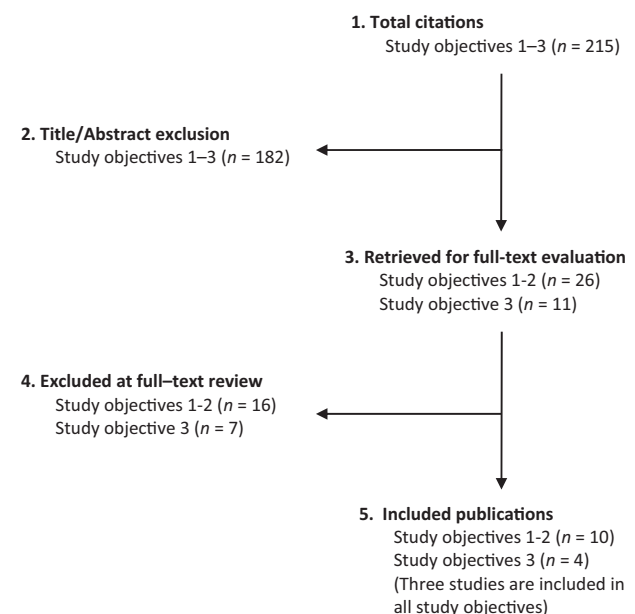 1. Total citations
Study objectives 1–3 (n = 215)
2. Title/Abstract exclusion
Study objectives 1–3 (n = 182)
3. Retrieved for full-text evaluation
Study objectives 1-2 (n = 26)
Study objective 3 (n = 11)
4. Excluded at full–text review
Study objectives 1-2 (n = 16)
Study objective 3 (n = 7)
5. Included publications
Study objectives 1-2 (n = 10)
Study objectives 3 (n = 4)
(Three studies are included in
all study objectives)